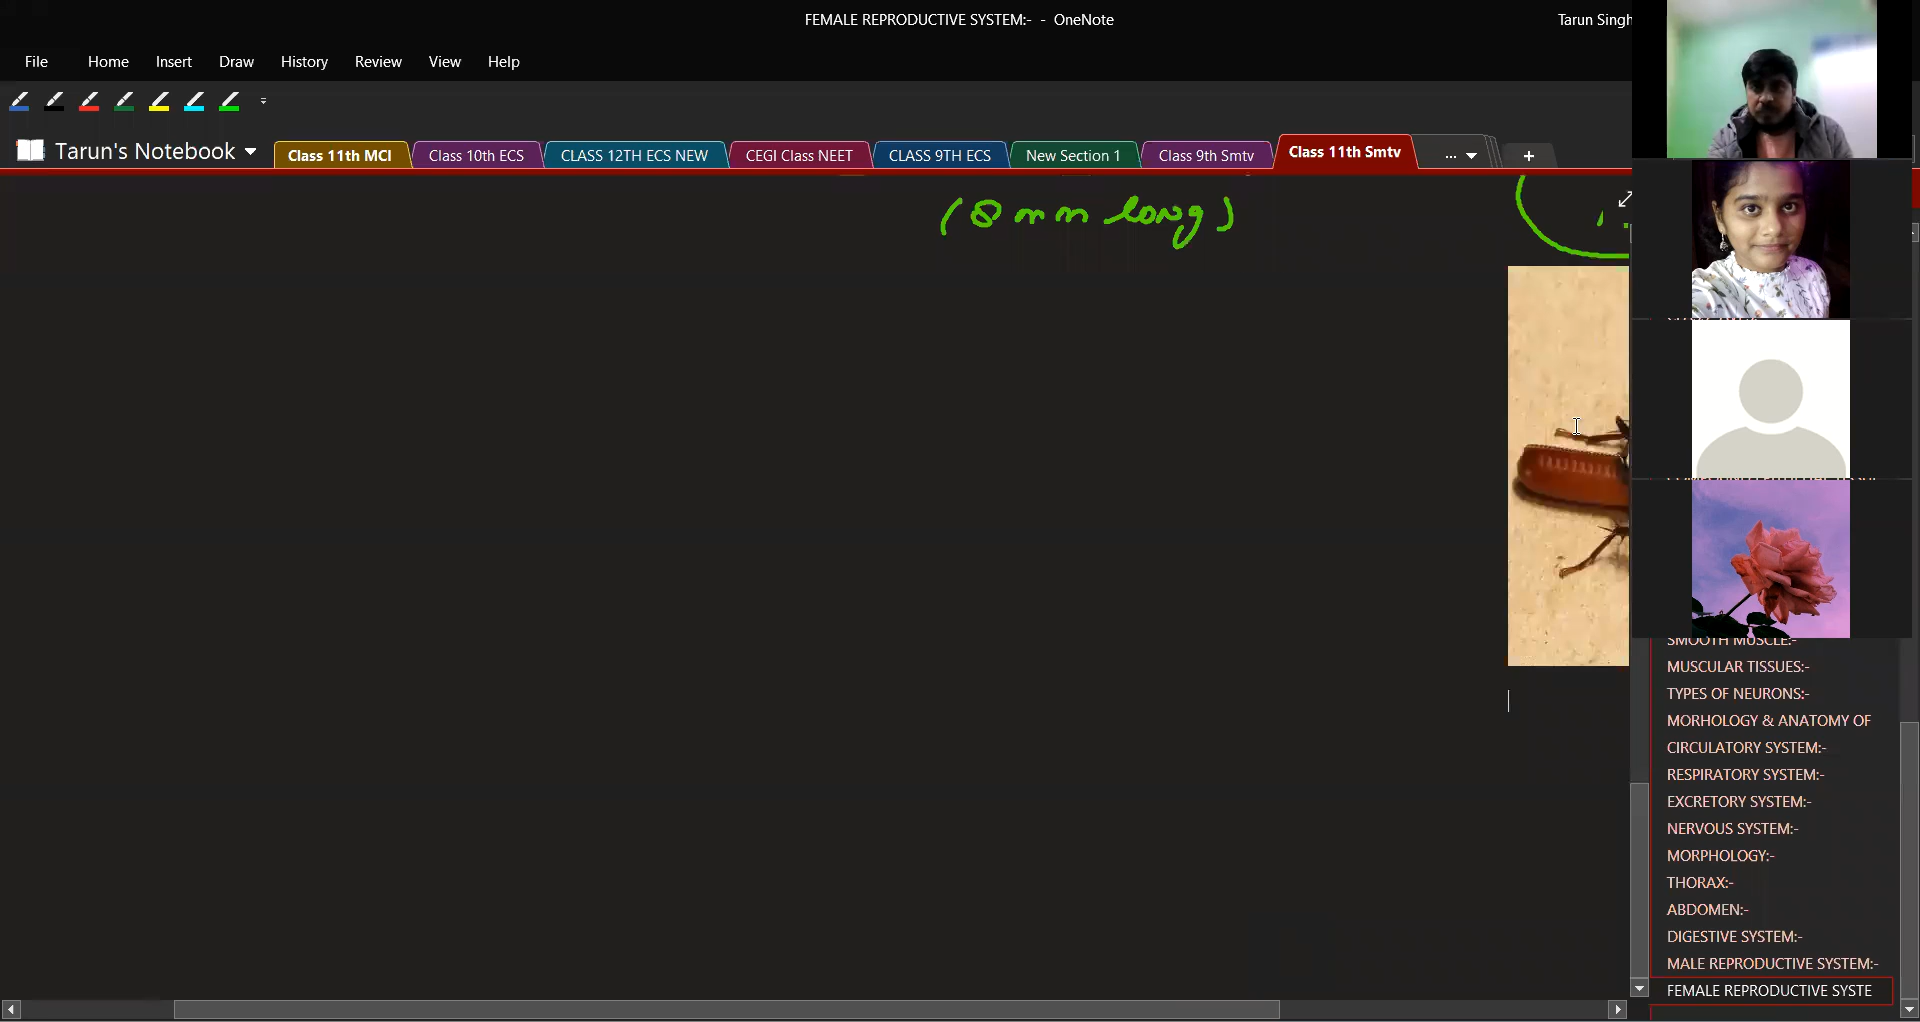 FEMALE REPRODUCTIVE SYSTEM:- - OneNote
Tarun Singh
File Home Insert Draw History Review View Help
Tarun's Notebook
Class 11th MCI
Class 10th ECS
CLASS 12TH ECS NEW
CEGI Class NEET
CLASS 9TH ECS
New Section 1
Class 9th Smtv
Class 11th Smtv
...
+
(8 mm long)
SMOOTH MUSCLE:-
MUSCULAR TISSUES:-
TYPES OF NEURONS:-
MORHOLOGY & ANATOMY OF
CIRCULATORY SYSTEM:-
RESPIRATORY SYSTEM:-
EXCRETORY SYSTEM:-
NERVOUS SYSTEM:-
MORPHOLOGY:-
THORAX:-
ABDOMEN:-
DIGESTIVE SYSTEM:-
MALE REPRODUCTIVE SYSTEM:-
FEMALE REPRODUCTIVE SYSTE